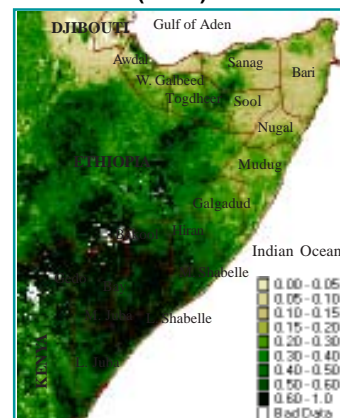 DJIBOUTI
Gulf of Aden
Awdal
Sanag
Bari
W. Galbeed
Togdheer
Sool
Nugal
ETHIOPIA
Mudug
Galgadud
Hiran
Indian Ocean
Shabelle
L. Shabelle
KENYA
0.00 - 0.05
0.05 - 0.10
0.10 - 0.15
0.15 - 0.20
0.20 - 0.30
0.30 - 0.40
0.40 - 0.50
0.50 - 0.60
0.60 - 1.0
Bad Data